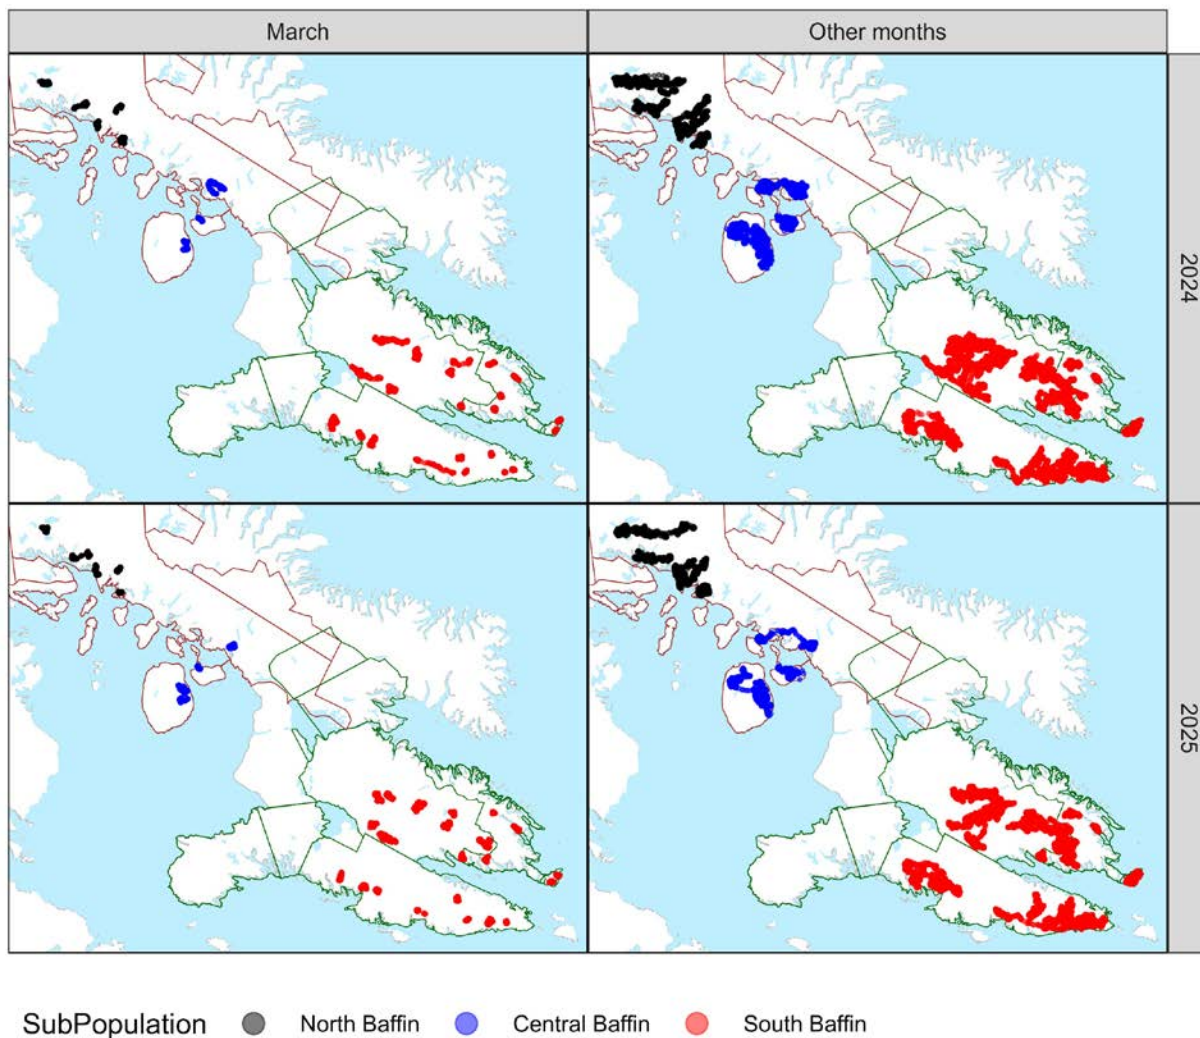 March
Other months
2024
2025
SubPopulation North Baffin Central Baffin South Baffin